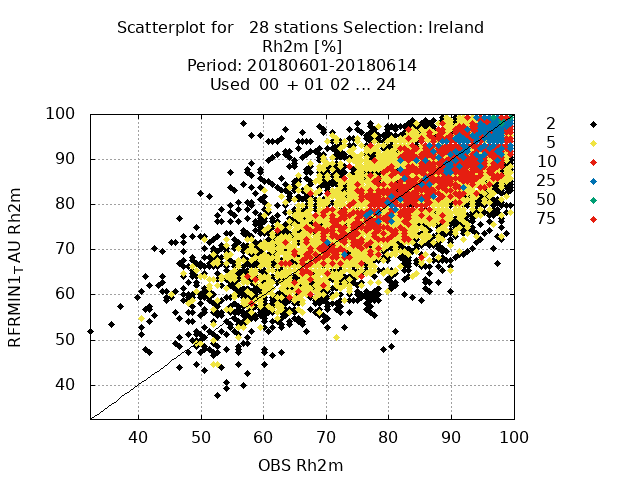 Scatterplot for   28 stations Selection: Ireland
Rh2m [%]
Period: 20180601-20180614
Used  00 + 01 02 ... 24
100
90
80
70
60
50
40
RFRMIN1T AU Rh2m
40 50 60 70 80 90 100
OBS Rh2m
2
5
10
25
50
75